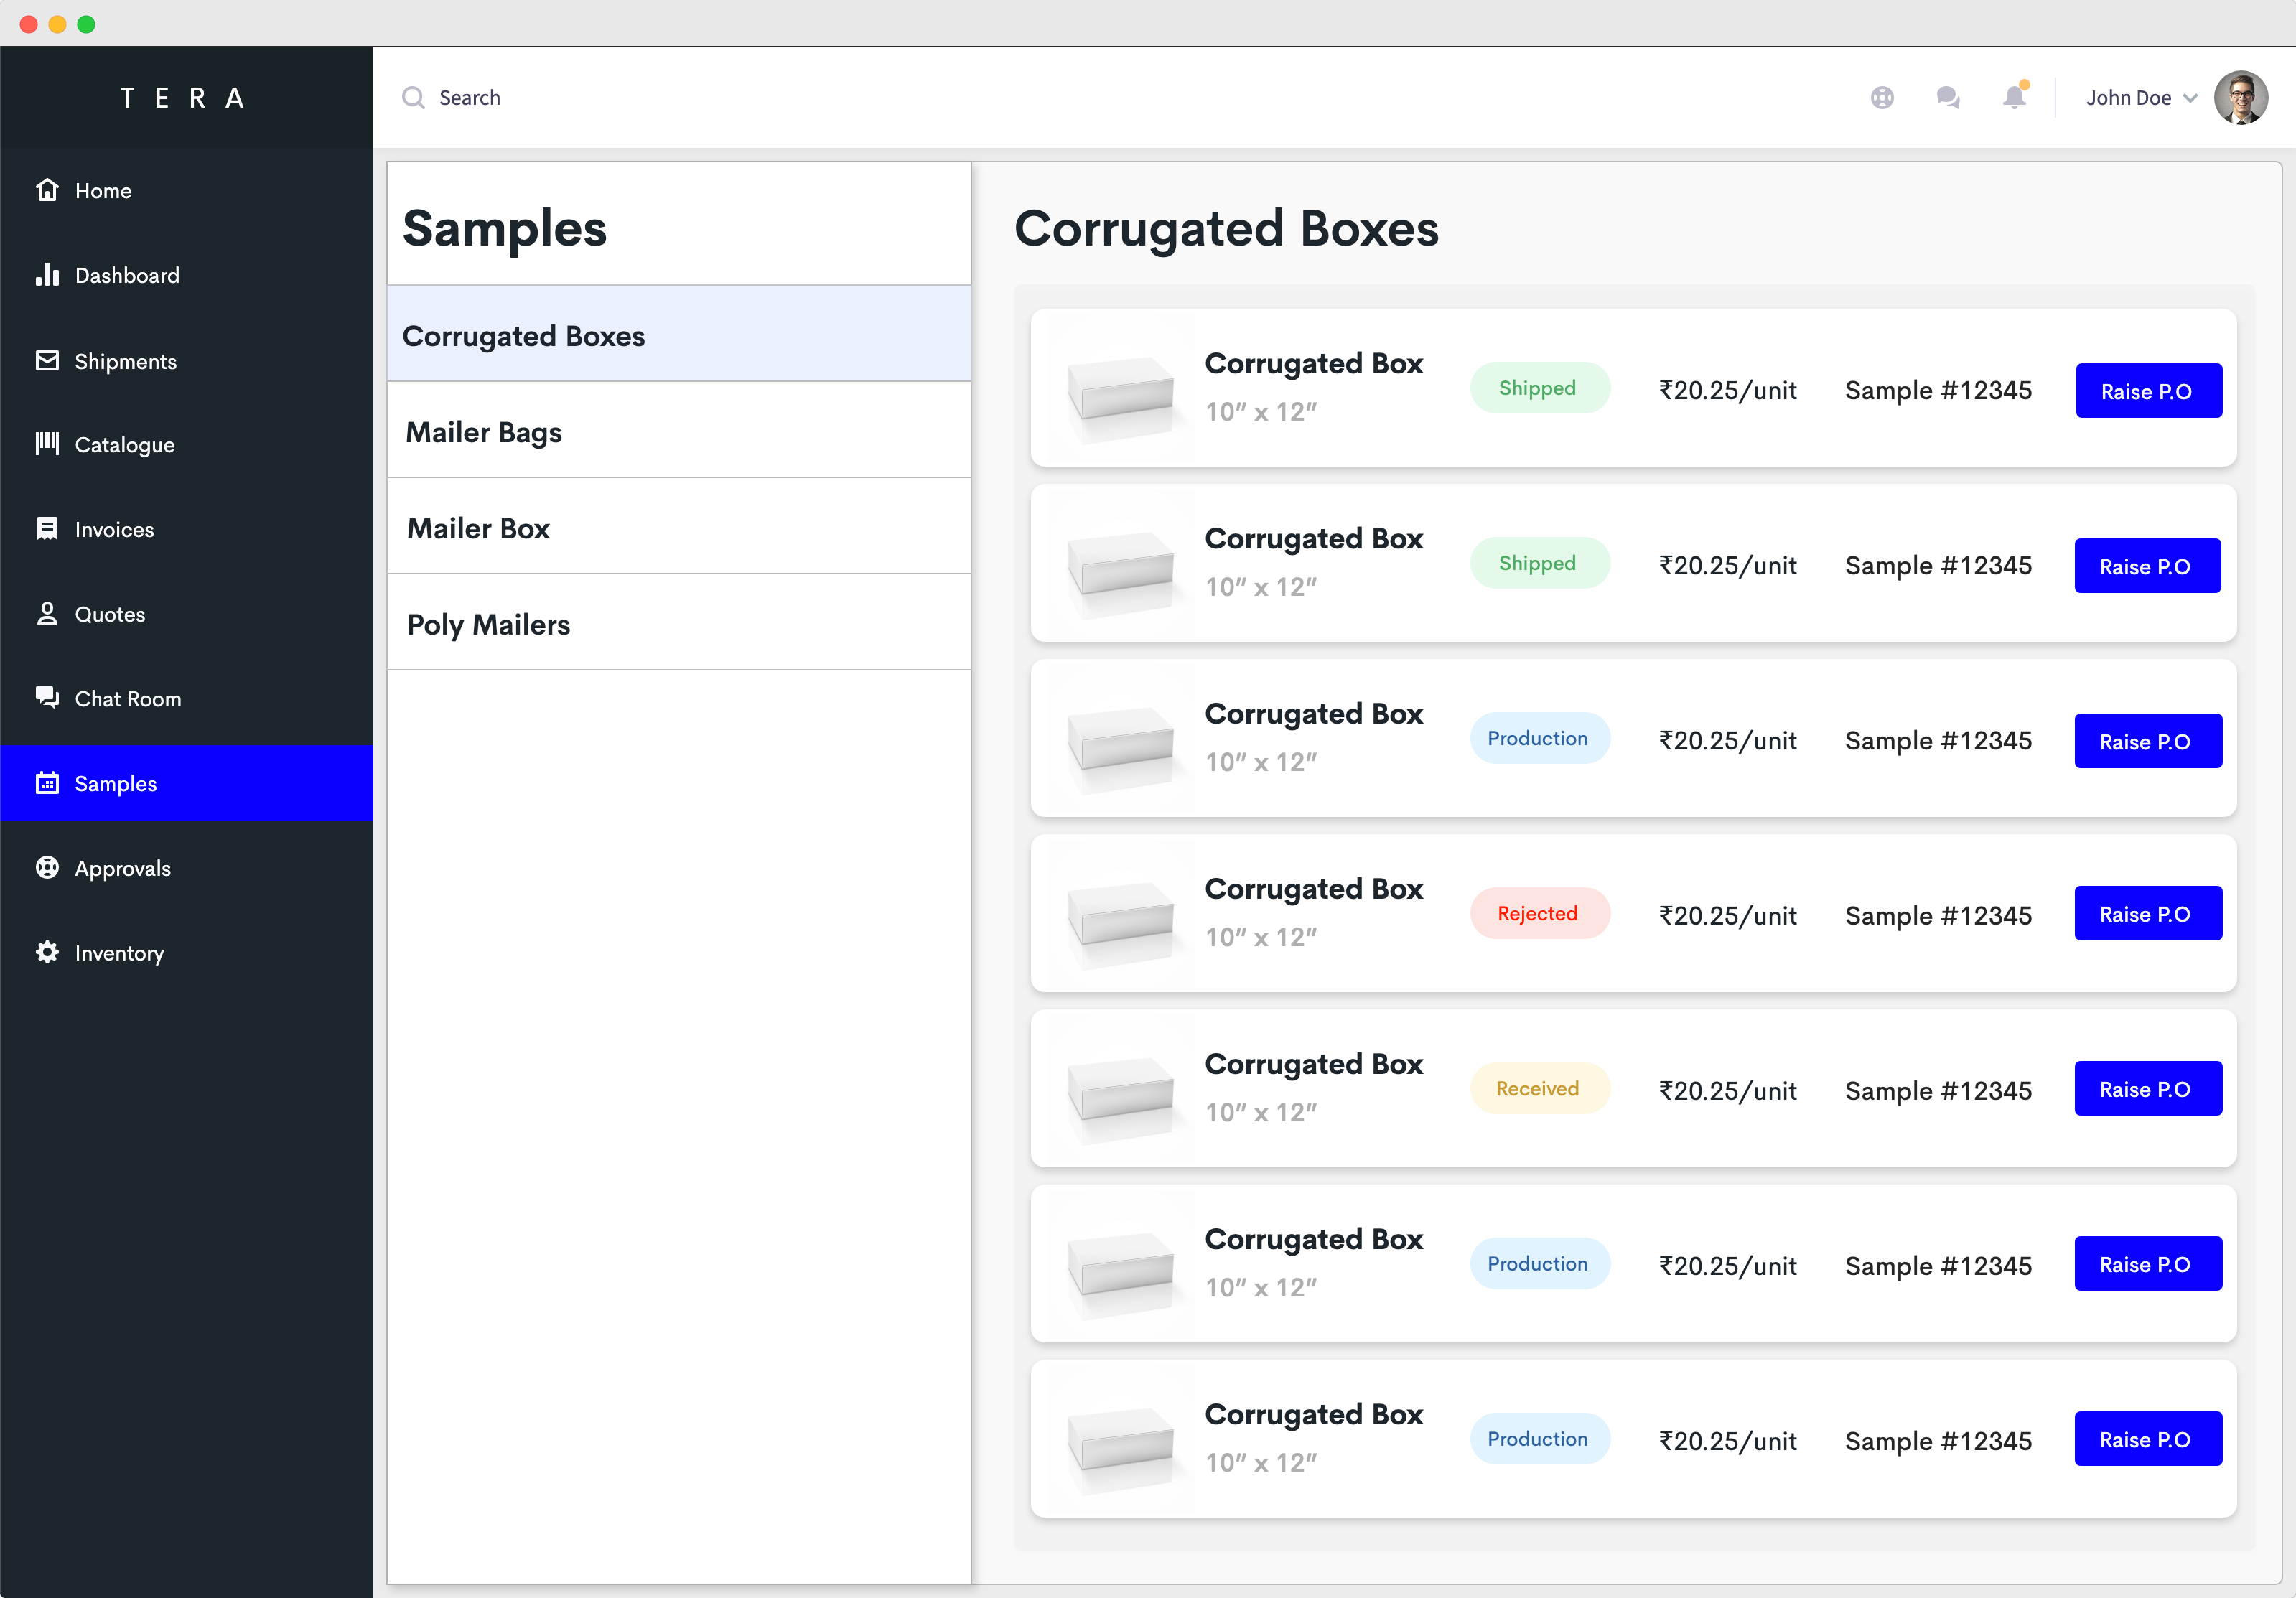 TERA
Search
John Doe
Home
Dashboard
Shipments
Catalogue
Invoices
Quotes
Chat Room
Samples
Approvals
Inventory
Samples
Corrugated Boxes
Mailer Bags
Mailer Box
Poly Mailers
Corrugated Boxes
Corrugated Box
10″ x 12″
Shipped
₹20.25/unit
Sample #12345
Raise P.O
Corrugated Box
10″ x 12″
Shipped
₹20.25/unit
Sample #12345
Raise P.O
Corrugated Box
10″ x 12″
Production
₹20.25/unit
Sample #12345
Raise P.O
Corrugated Box
10″ x 12″
Rejected
₹20.25/unit
Sample #12345
Raise P.O
Corrugated Box
10″ x 12″
Received
₹20.25/unit
Sample #12345
Raise P.O
Corrugated Box
10″ x 12″
Production
₹20.25/unit
Sample #12345
Raise P.O
Corrugated Box
10″ x 12″
Production
₹20.25/unit
Sample #12345
Raise P.O